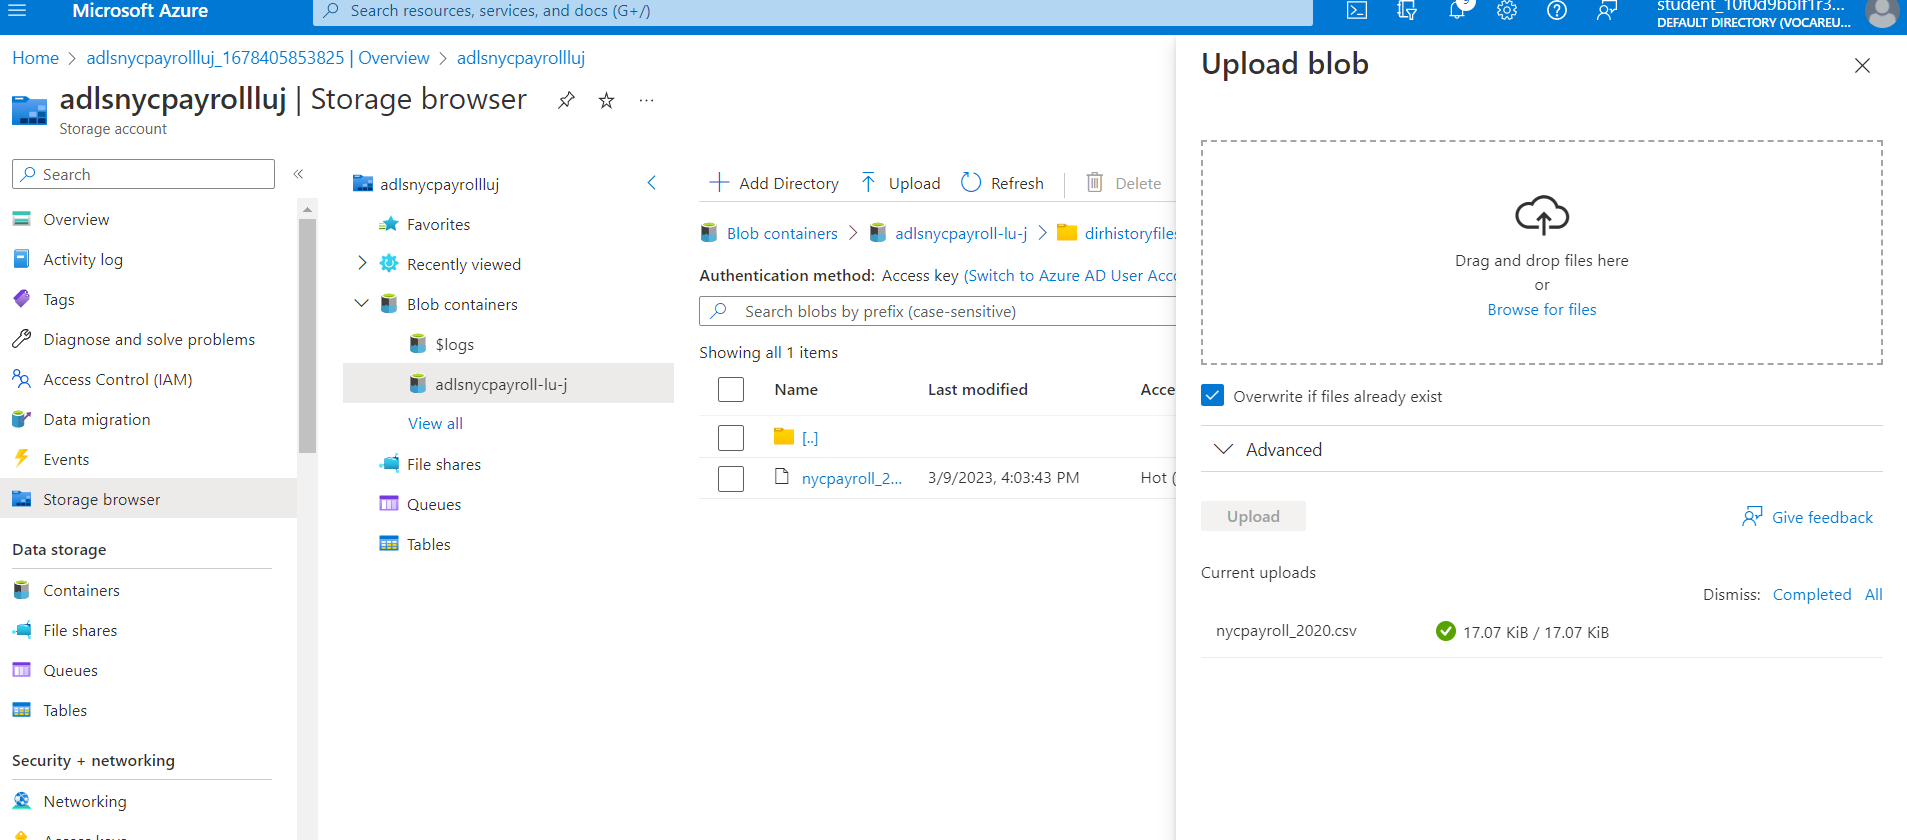 Microsoft Azure
Search resources, services, and docs (G+/)
DEFAULT DIRECTORY (VOCAREU...
Home > adlsnycpayrollluj_1678405853825 | Overview > adlsnycpayrollluj
adlsnycpayrollluj | Storage browser
Storage account
Search
Overview
Activity log
Tags
Diagnose and solve problems
Access Control (IAM)
Data migration
Events
Storage browser
Data storage
Containers
File shares
Queues
Tables
Security + networking
Networking
adlsnycpayrollluj
Favorites
Recently viewed
Blob containers
$logs
adlsnycpayroll-lu-j
View all
File shares
Queues
Tables
Add Directory Upload Refresh Delete
Blob containers > adlsnycpayroll-lu-j > dirhistoryfiles
Authentication method: Access key (Switch to Azure AD User Acco
Search blobs by prefix (case-sensitive)
Showing all 1 items
Name Last modified Acce
[..]
nycpayroll_2... 3/9/2023, 4:03:43 PM Hot (
Upload blob
Drag and drop files here
or
Browse for files
Overwrite if files already exist
Advanced
Upload
Give feedback
Current uploads
Dismiss: Completed All
nycpayroll_2020.csv 17.07 KiB / 17.07 KiB